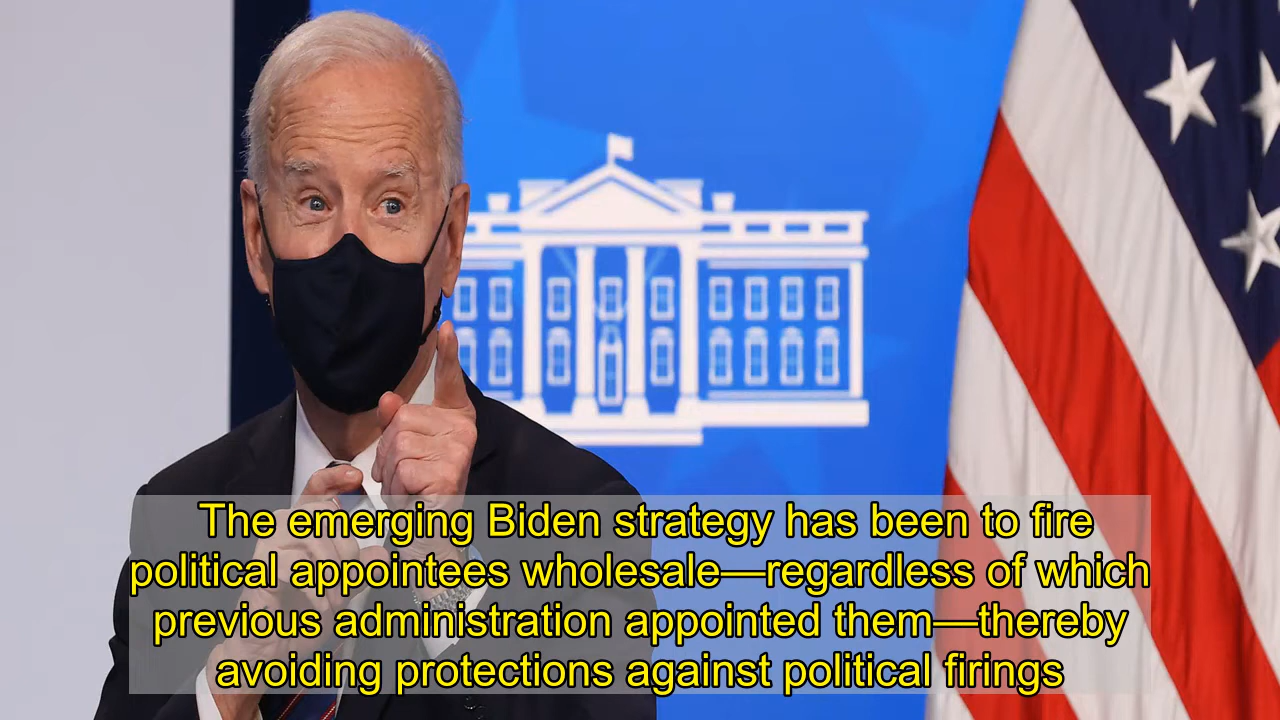 The emerging Biden strategy has been to fire
political appointees wholesale—regardless of which
previous administration appointed them—thereby
avoiding protections against political firings